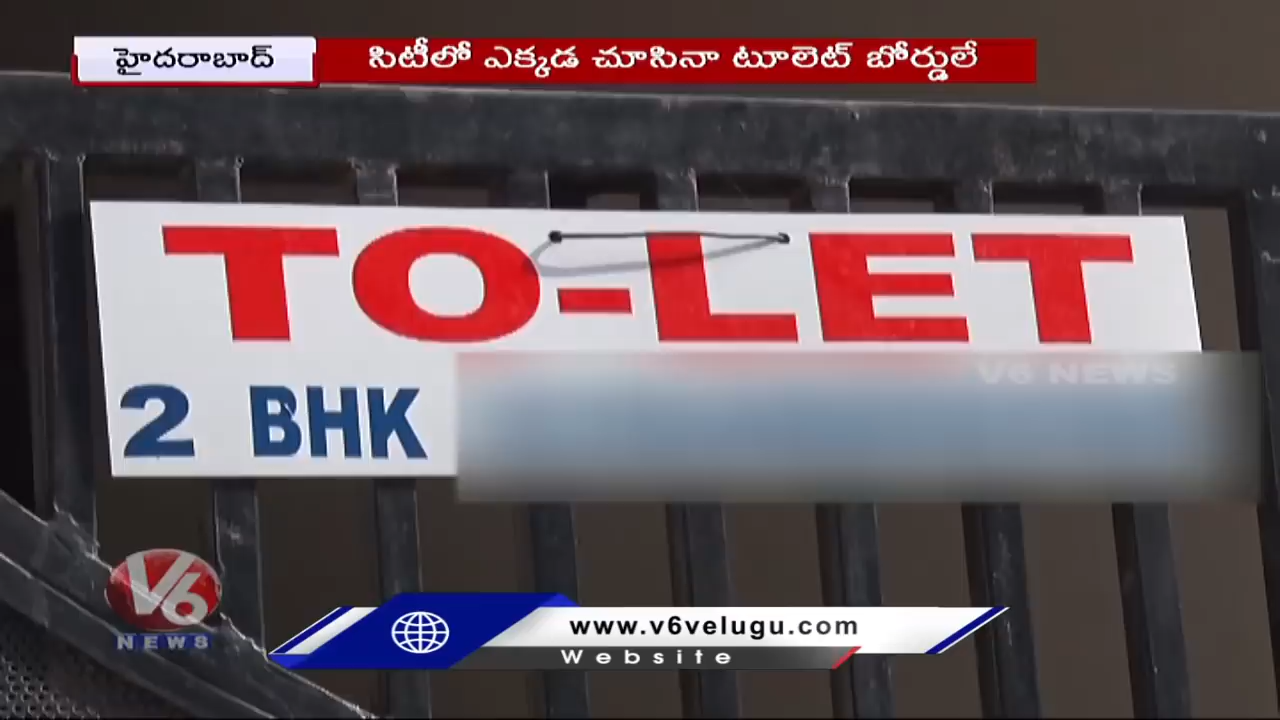 హైదరాబాద్
సిటీలో ఎక్కడ చూసినా టూలెట్ బోర్డులే
TO-LET
V6 NEWS
2 BHK
V6
NEWS
www.v6velugu.com
Website